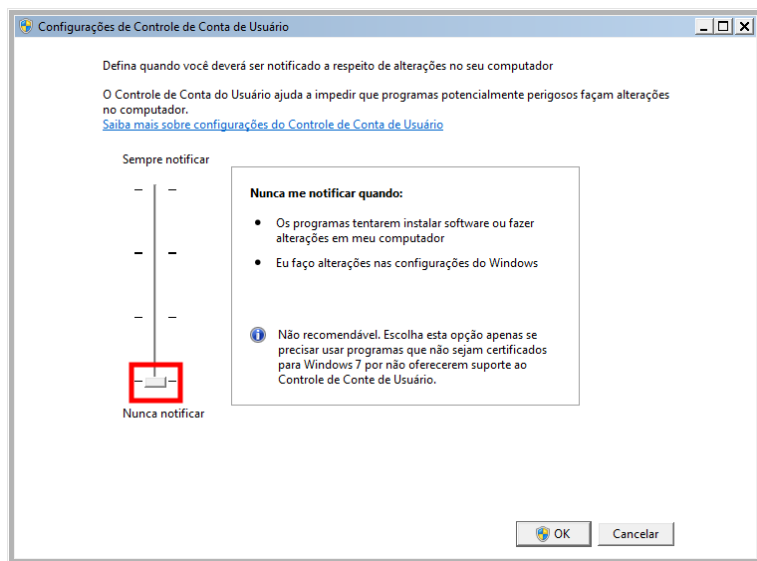 Configurações de Controle de Conta de Usuário
Defina quando você deverá ser notificado a respeito de alterações no seu computador
O Controle de Conta do Usuário ajuda a impedir que programas potencialmente perigosos façam alterações
no computador.
Saiba mais sobre configurações do Controle de Conta de Usuário
Sempre notificar
Nunca me notificar quando:
Os programas tentarem instalar software ou fazer
alterações em meu computador
Eu faço alterações nas configurações do Windows
Não recomendável. Escolha esta opção apenas se
precisar usar programas que não sejam certificados
para Windows 7 por não oferecerem suporte ao
Controle de Conte de Usuário.
Nunca notificar
OK
Cancelar